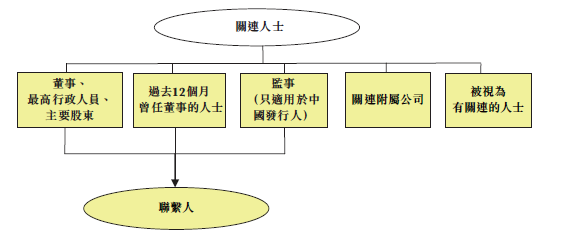 關連人士
董事、
最高行政人員、
主要股東
過去12個月
曾任董事的人士
監事
(只適用於中
國發行人)
關連附屬公司
被視為
有關連的人士
聯繫人